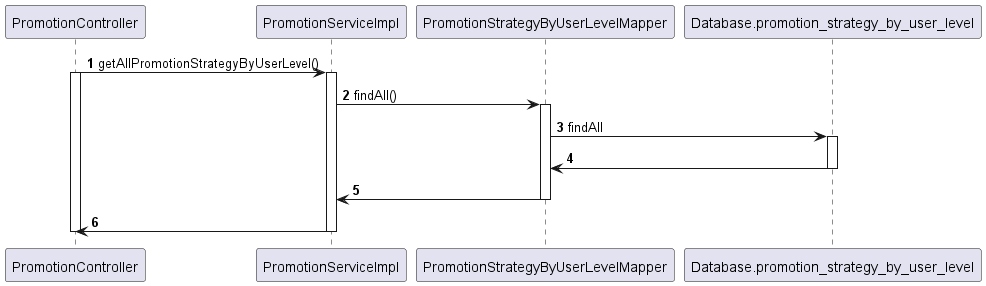 PromotionController PromotionServiceImpl PromotionStrategyByUserLevelMapper Database.promotion_strategy_by_user_level
1 getAllPromotionStrategyByUserLevel()
2 findAll()
3 findAll
4
5
6
PromotionController PromotionServiceImpl PromotionStrategyByUserLevelMapper Database.promotion_strategy_by_user_level